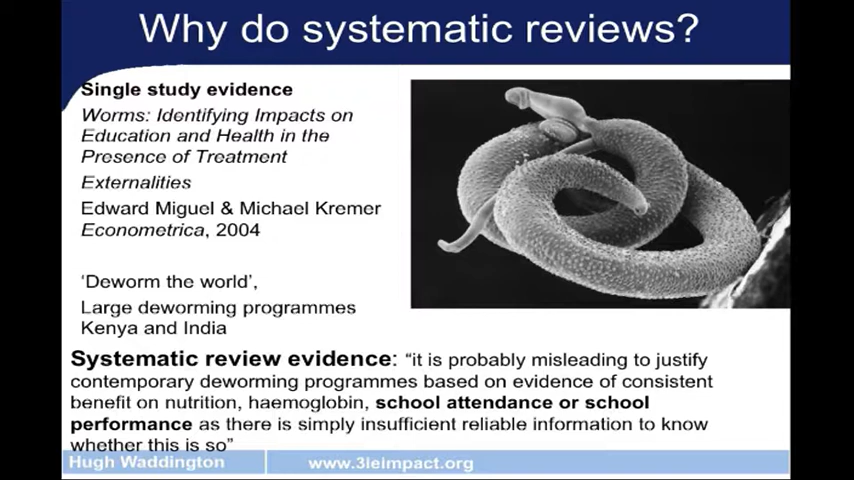 Why do systematic reviews?
Single study evidence
Worms: Identifying Impacts on
Education and Health in the
Presence of Treatment
Externalities
Edward Miguel & Michael Kremer
Econometrica, 2004
‘Deworm the world’,
Large deworming programmes
Kenya and India
Systematic review evidence: “it is probably misleading to justify
contemporary deworming programmes based on evidence of consistent
benefit on nutrition, haemoglobin, school attendance or school
performance as there is simply insufficient reliable information to know
whether this is so”
Hugh Waddington
www.3ieimpact.org